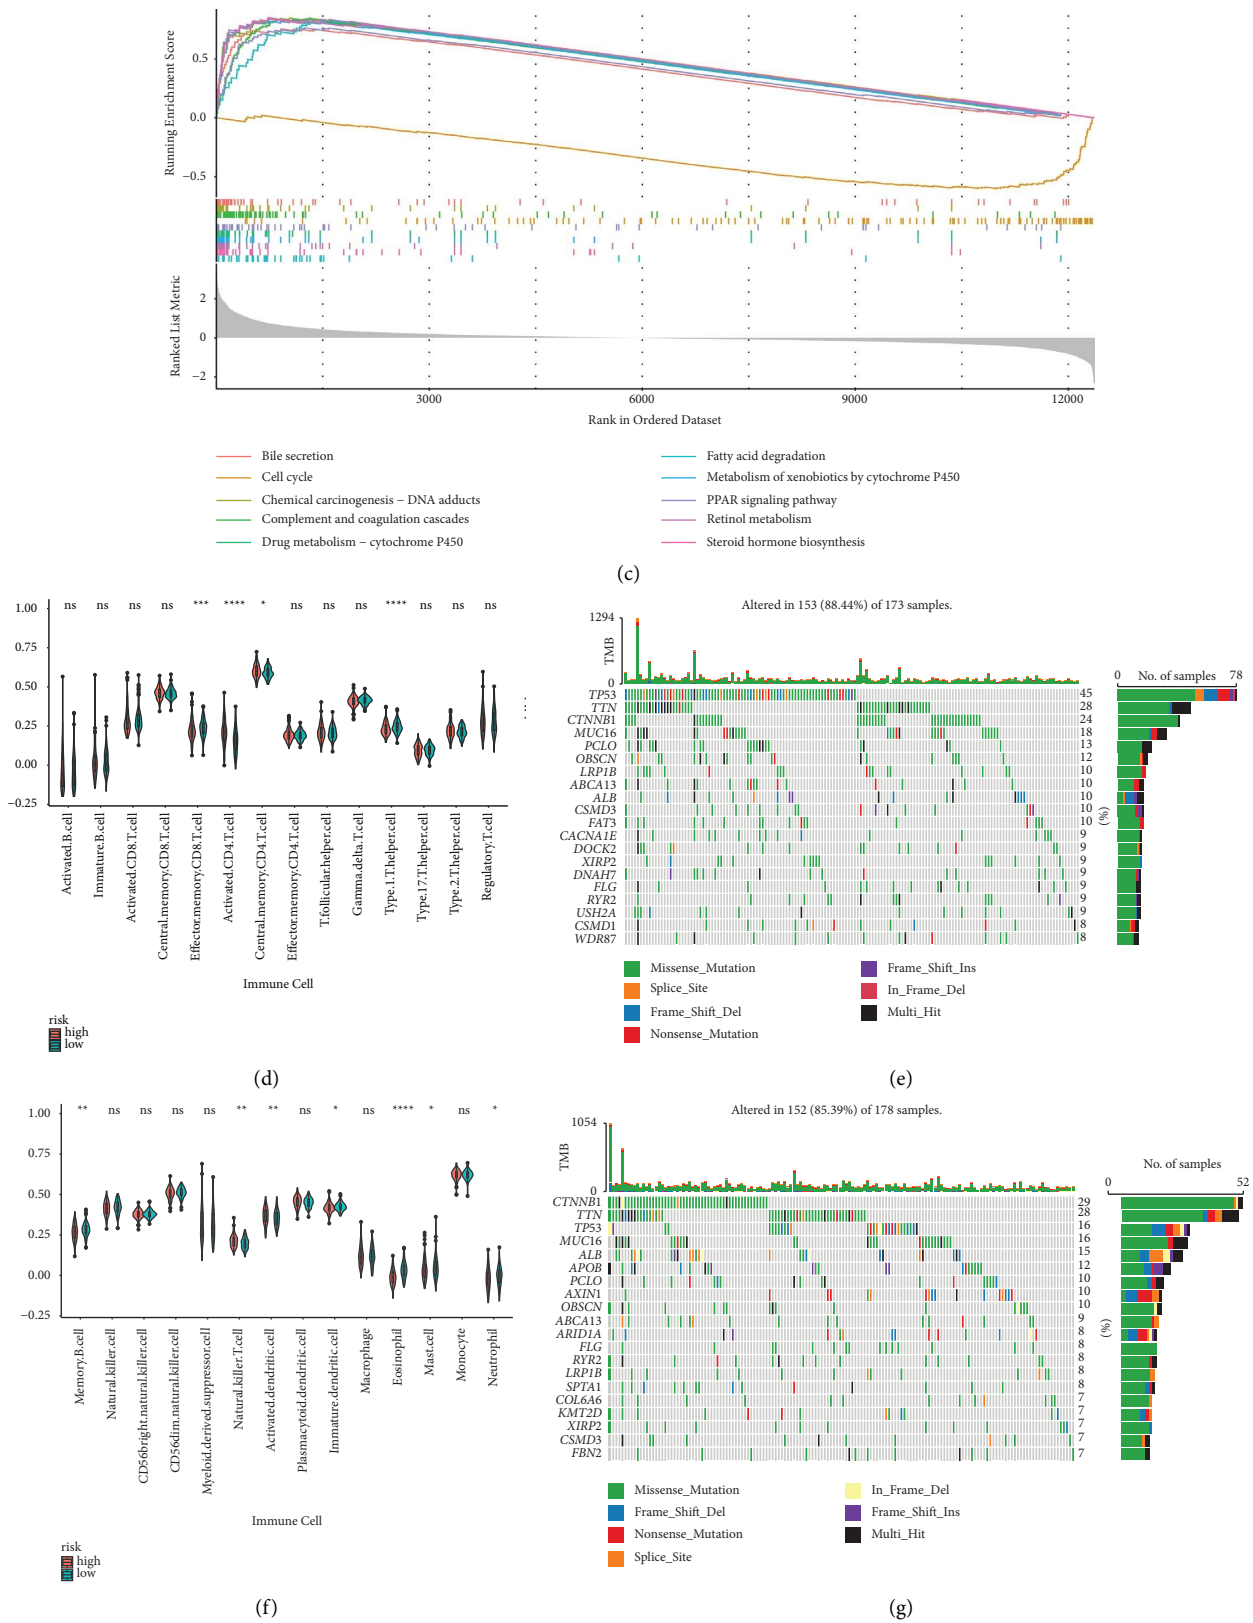 Running Enrichment Score
0.5
0.0
−0.5
Ranked List Metric
2
0
−2
3000
6000
9000
12000
Rank in Ordered Dataset
Bile secretion
Cell cycle
Chemical carcinogenesis − DNA adducts
Complement and coagulation cascades
Drug metabolism − cytochrome P450
Fatty acid degradation
Metabolism of xenobiotics by cytochrome P450
PPAR signaling pathway
Retinol metabolism
Steroid hormone biosynthesis
(c)
1.00
0.75
0.50
0.25
0.00
−0.25
ns ns ns ns *** **** * ns ns ns **** ns ns ns
Activated.B.cell
Immature.B.cell
Activated.CD8.T.cell
Central.memory.CD8.T.cell
Effector.memory.CD8.T.cell
Activated.CD4.T.cell
Central.memory.CD4.T.cell
Effector.memory.CD4.T.cell
T.follicular.helper.cell
Gamma.delta.T.cell
Type.1.T.helper.cell
Type.17.T.helper.cell
Type.2.T.helper.cell
Regulatory.T.cell
Immune Cell
risk
high
low
(d)
Altered in 153 (88.44%) of 173 samples.
1294
0
TMB
0 No. of samples 78
TP53 45
TTN 28
CTNNB1 24
MUC16 18
PCLO 13
OBSCN 12
LRP1B 10
ABCA13 10
ALB 10
CSMD3 10
FAT3 10
CACNA1E 9
DOCK2 9
XIRP2 9
DNAH7 9
FLG 9
RYR2 9
USH2A 9
CSMD1 8
WDR87 8
(%)
Missense_Mutation
Splice_Site
Frame_Shift_Del
Nonsense_Mutation
Frame_Shift_Ins
In_Frame_Del
Multi_Hit
(e)
1.00
0.75
0.50
0.25
0.00
−0.25
** ns ns ns ns ** ** ns * ns **** * ns *
Memory.B.cell
Natural.killer.cell
CD56bright.natural.killer.cell
CD56dim.natural.killer.cell
Myeloid.derived.suppressor.cell
Natural.killer.T.cell
Activated.dendritic.cell
Plasmacytoid.dendritic.cell
Immature.dendritic.cell
Macrophage
Eosinophil
Mast.cell
Monocyte
Neutrophil
Immune Cell
risk
high
low
(f)
Altered in 152 (85.39%) of 178 samples.
1054
0
TMB
No. of samples
0 52
CTNNB1 29
TTN 28
TP53 16
MUC16 16
ALB 15
APOB 12
PCLO 10
AXIN1 10
OBSCN 10
ABCA13 9
ARID1A 8
FLG 8
RYR2 8
LRP1B 8
SPTA1 8
COL6A6 7
KMT2D 7
XIRP2 7
CSMD3 7
FBN2 7
(%)
Missense_Mutation
Frame_Shift_Del
Nonsense_Mutation
Splice_Site
In_Frame_Del
Frame_Shift_Ins
Multi_Hit
(g)